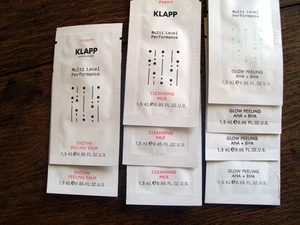 PURIFY
KLAPP
Multi Level
Performance
ENZYME
PEELING BALM
1,5 ml e 0.05 FL.OZ.U.S.
ENZYME
PEELING BALM
1,5 ml e 0.05 FL.OZ.U.S.
PURIFY
KLAPP
Multi Level
Performance
CLEANSING
MILK
1,5 ml e 0.05 FL.OZ.U.S.
CLEANSING
MILK
1,5 ml e 0.05 FL.OZ.U.S.
CLEANSING
MILK
1,5 ml e 0.05 FL.OZ.U.S.
Multi Level
Performance
GLOW PEELING
AHA + BHA
1,5 ml e 0.05 FL.OZ.U.S.
GLOW PEELING
AHA + BHA
1,5 ml e 0.05 FL.OZ.U.S.
GLOW PEELING
AHA + BHA
1,5 ml e 0.05 FL.OZ.U.S.
GLOW PEELING
AHA + BHA
1,5 ml e 0.05 FL.OZ.U.S.